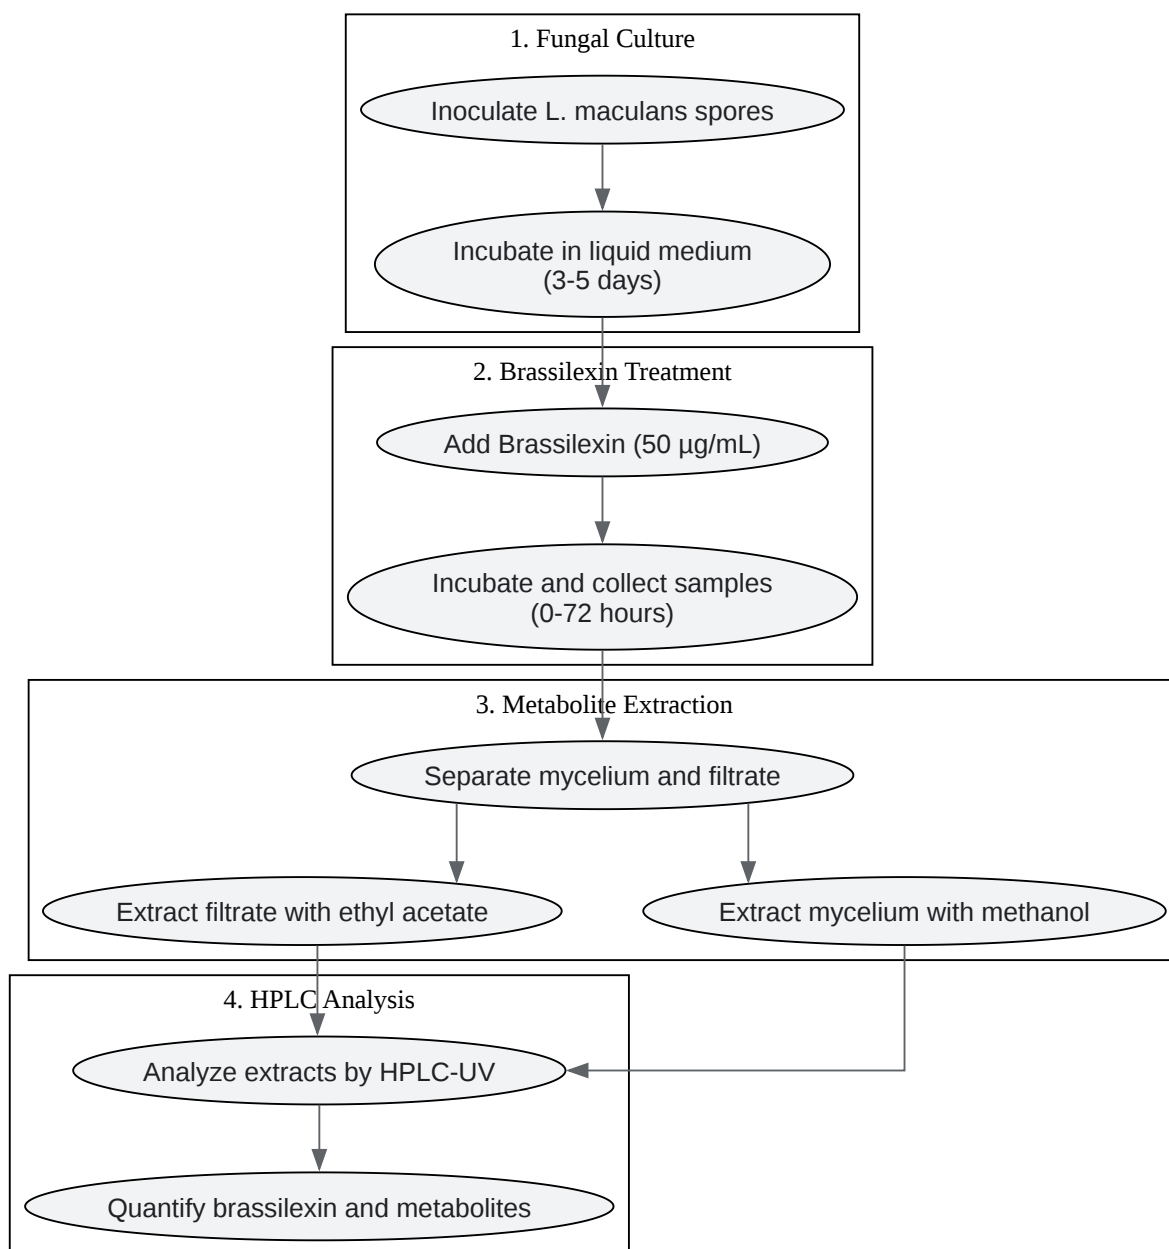 1. Fungal Culture
Inoculate L. maculans spores
Incubate in liquid medium
(3-5 days)
2. Brassilexin Treatment
Add Brassilexin (50 µg/mL)
Incubate and collect samples
(0-72 hours)
3. Metabolite Extraction
Separate mycelium and filtrate
Extract filtrate with ethyl acetate
Extract mycelium with methanol
4. HPLC Analysis
Analyze extracts by HPLC-UV
Quantify brassilexin and metabolites